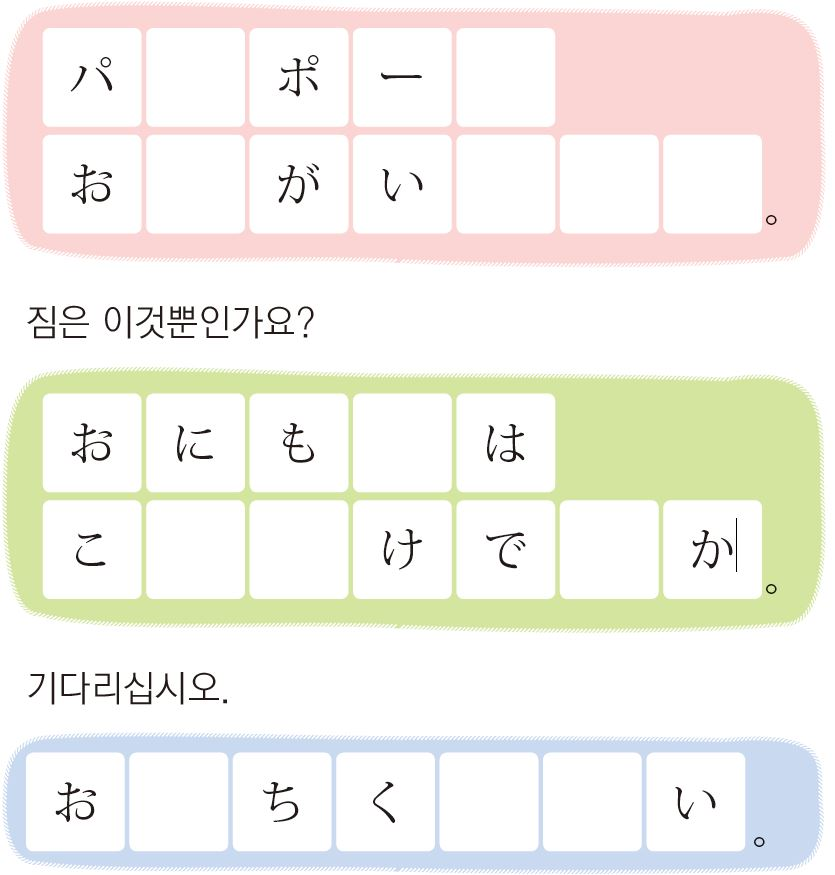 パ ポ ー
お が い 。
짐은 이것뿐인가요?
お に も は
こ け で か 。
기다리십시오.
お ち く い 。